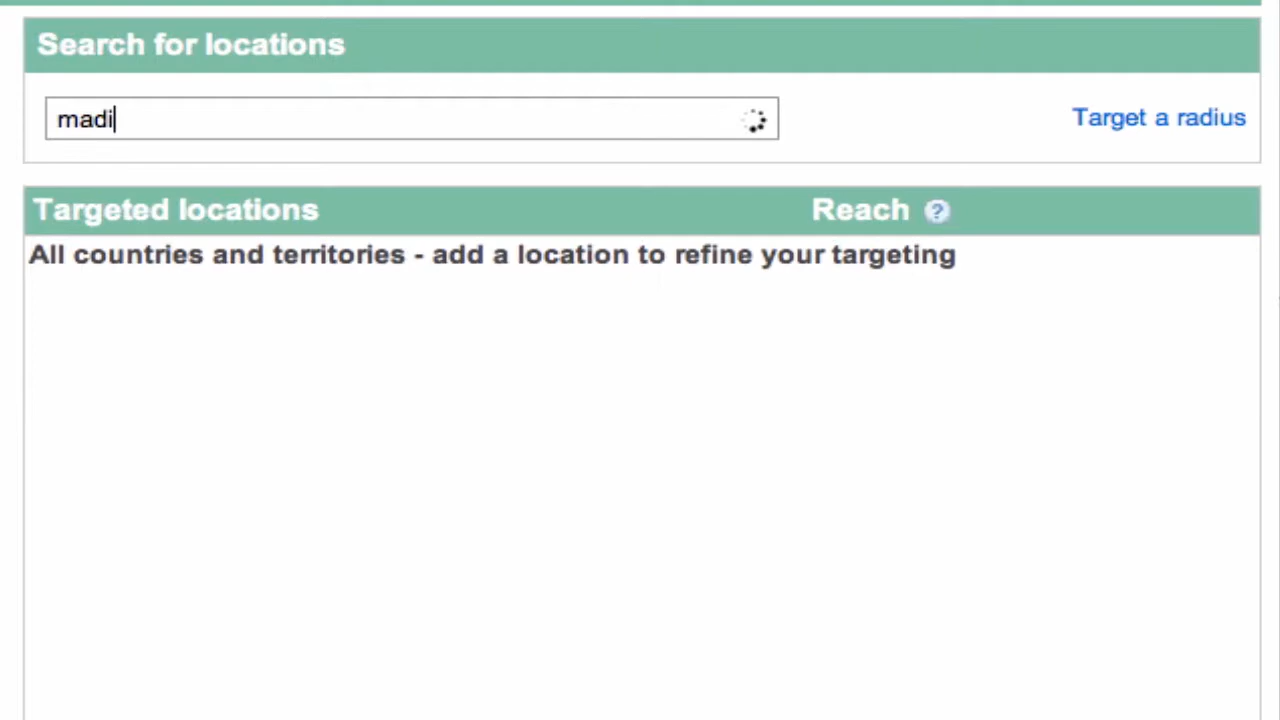 Search for locations
madi
Target a radius
Targeted locations
Reach ?
All countries and territories - add a location to refine your targeting